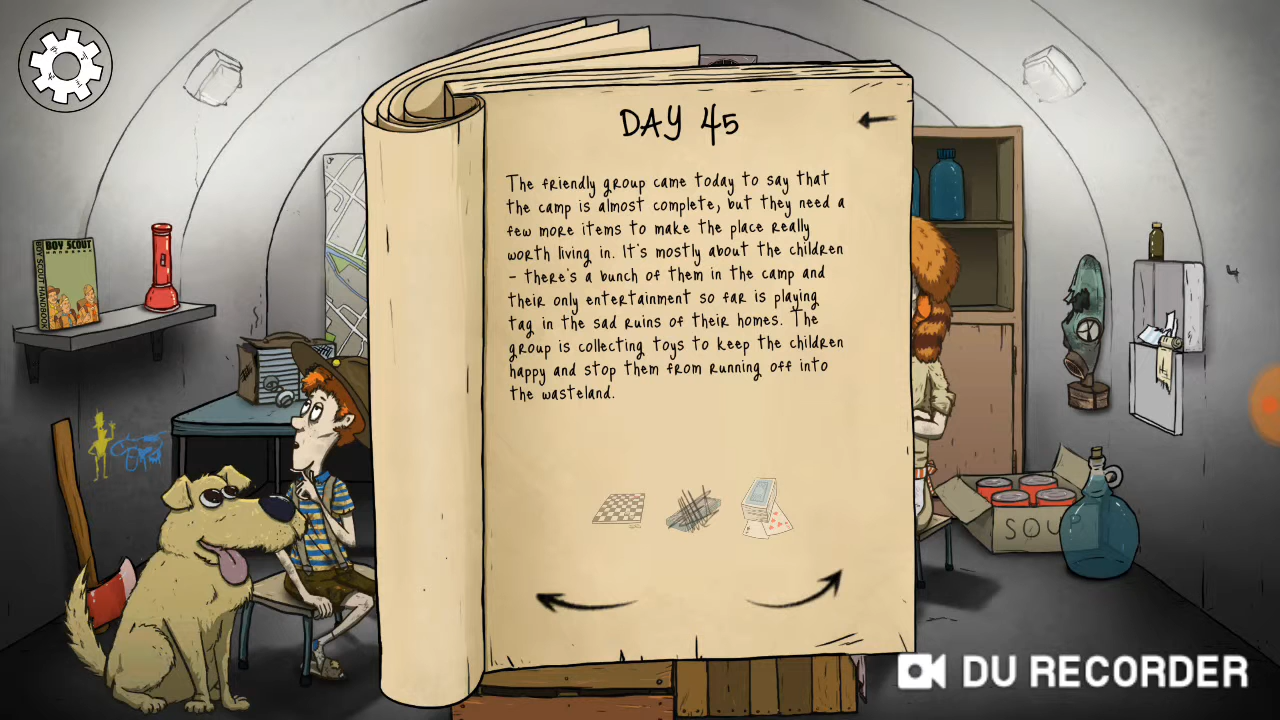 DAY 45
The friendly group came today to say that
the camp is almost complete, but they need a
few more items to make the place really
worth living in. It's mostly about the children
- there's a bunch of them in the camp and
their only entertainment so far is playing
tag in the sad ruins of their homes. The
group is collecting toys to keep the children
happy and stop them from running off into
the wasteland.
BOY SCOUT
BOY SCOUT HANDBOOK
SOU
DU RECORDER